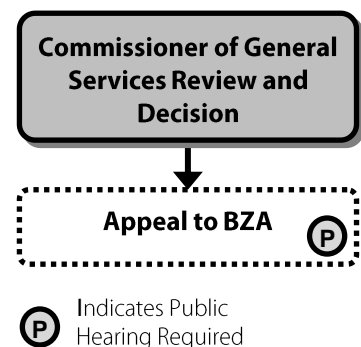 Commissioner of General
Services Review and
Decision
Appeal to BZA
P
P
Indicates Public
Hearing Required